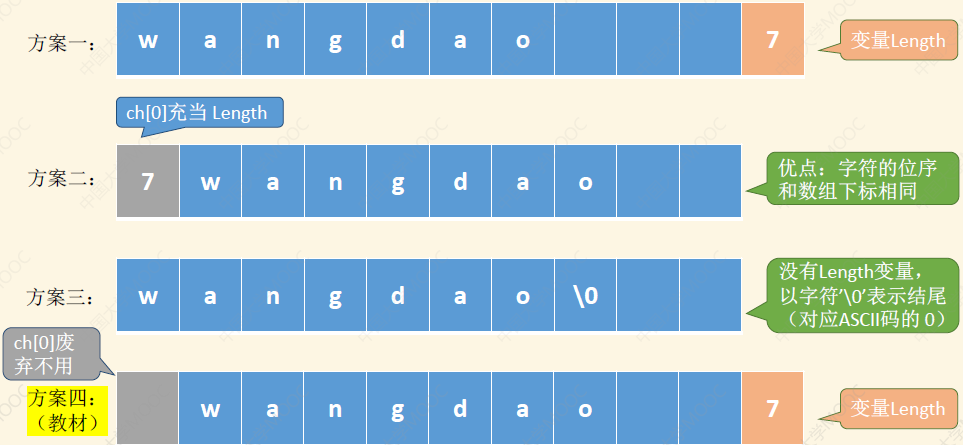 方案一： w a n g d a o 7 变量Length
ch[0]充当 Length
方案二： 7 w a n g d a o
优点：字符的位序
和数组下标相同
方案三： w a n g d a o \0
没有Length变量，
以字符'\0'表示结尾
（对应ASCII码的 0）
ch[0]废
弃不用
方案四：
（教材）
w a n g d a o 7 变量Length